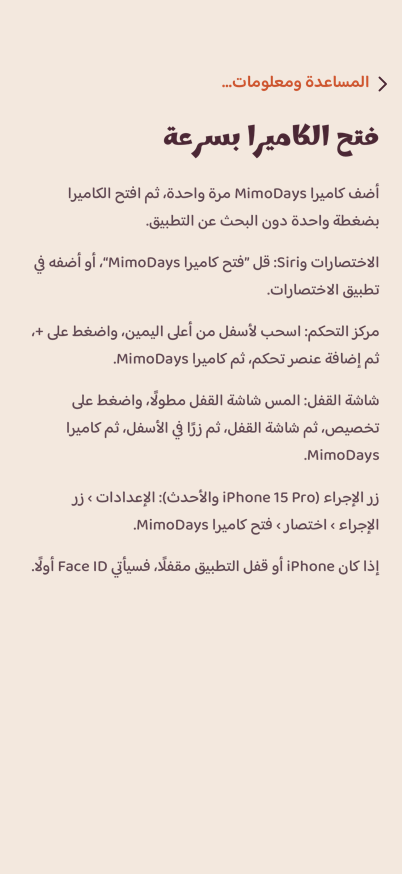 المساعدة ومعلومات...
فتح الكاميرا بسرعة
أضف كاميرا MimoDays مرة واحدة، ثم افتح الكاميرا
بضغطة واحدة دون البحث عن التطبيق.
الاختصارات وSiri: قل ”فتح كاميرا MimoDays“، أو أضفه في
تطبيق الاختصارات.
مركز التحكم: اسحب لأسفل من أعلى اليمين، واضغط على +،
ثم إضافة عنصر تحكم، ثم كاميرا MimoDays.
شاشة القفل: المس شاشة القفل مطولًا، واضغط على
تخصيص، ثم شاشة القفل، ثم زرًا في الأسفل، ثم كاميرا
MimoDays.
زر الإجراء (iPhone 15 Pro والأحدث): الإعدادات › زر
الإجراء › اختصار › فتح كاميرا MimoDays.
إذا كان iPhone أو قفل التطبيق مقفلًا، فسيأتي Face ID أولًا.